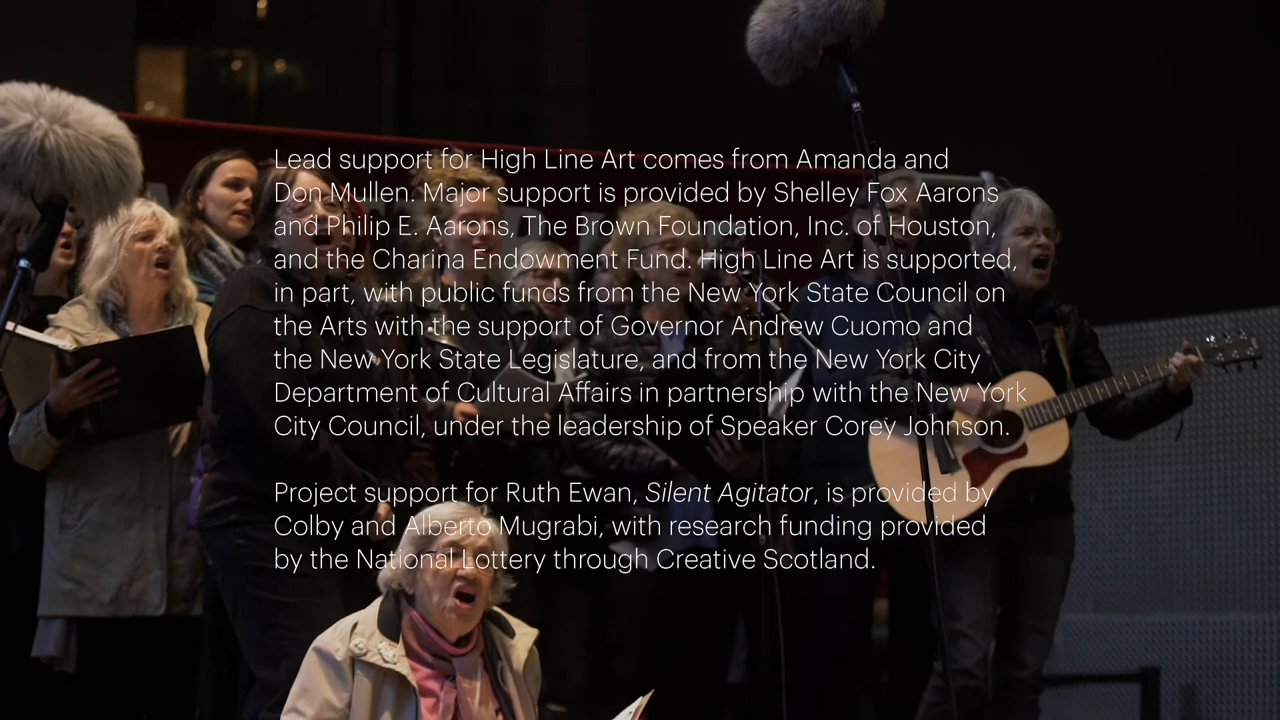 Lead support for High Line Art comes from Amanda and
Don Mullen. Major support is provided by Shelley Fox Aarons
and Philip E. Aarons, The Brown Foundation, Inc. of Houston,
and the Charina Endowment Fund. High Line Art is supported,
in part, with public funds from the New York State Council on
the Arts with the support of Governor Andrew Cuomo and
the New York State Legislature, and from the New York City
Department of Cultural Affairs in partnership with the New York
City Council, under the leadership of Speaker Corey Johnson.
Project support for Ruth Ewan, Silent Agitator, is provided by
Colby and Alberto Mugrabi, with research funding provided
by the National Lottery through Creative Scotland.